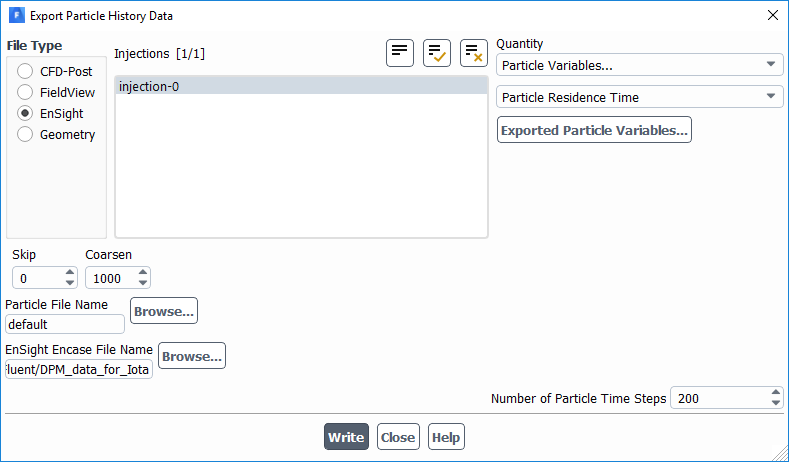 Export Particle History Data
File Type
CFD-Post
FieldView
EnSight
Geometry
Injections [1/1]
injection-0
Quantity
Particle Variables...
Particle Residence Time
Exported Particle Variables...
Skip
0
Coarsen
1000
Particle File Name
default
Browse...
EnSight Encase File Name
Fluent/DPM_data_for_Iota
Browse...
Number of Particle Time Steps
200
Write
Close
Help